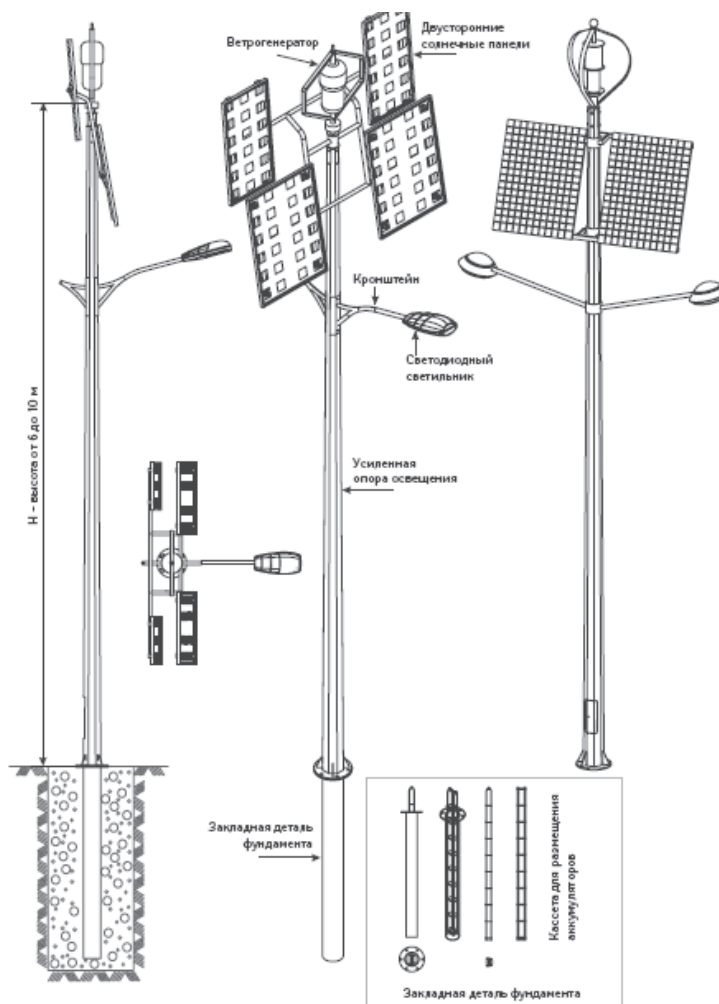 Ветрогенератор
Двусторонние
солнечные панели
Кронштейн
Светодиодный
светильник
Н – высота от 6 до 10 м
Усиленная
опора освещения
Закладная деталь
фундамента
Кассета для размещения
аккумуляторов
Закладная деталь фундамента